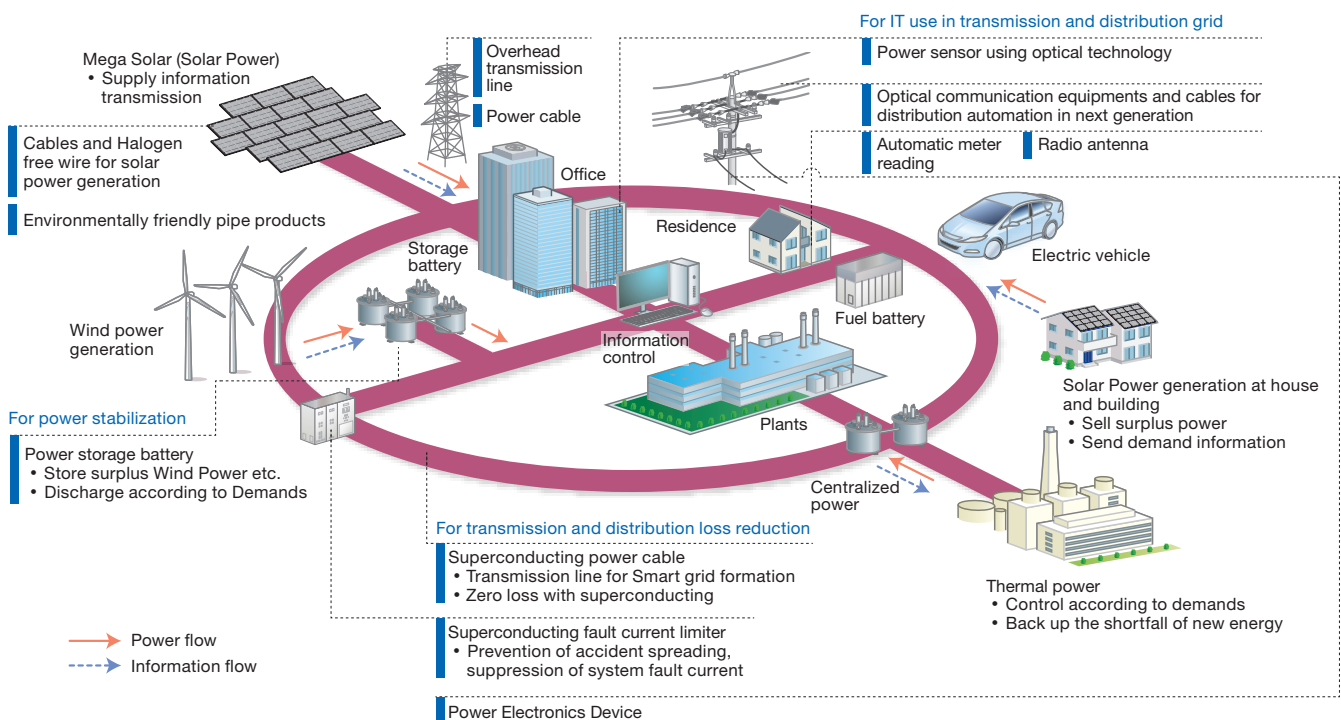 For IT use in transmission and distribution grid
Power sensor using optical technology
Optical communication equipments and cables for
distribution automation in next generation
Automatic meter
reading
Radio antenna
Overhead
transmission
line
Power cable
Mega Solar (Solar Power)
• Supply information
transmission
Cables and Halogen
free wire for solar
power generation
Environmentally friendly pipe products
Office
Residence
Storage
battery
Electric vehicle
Fuel battery
Wind power
generation
Information
control
Plants
Solar Power generation at house
and building
• Sell surplus power
• Send demand information
For power stabilization
Power storage battery
• Store surplus Wind Power etc.
• Discharge according to Demands
Centralized
power
For transmission and distribution loss reduction
Superconducting power cable
• Transmission line for Smart grid formation
• Zero loss with superconducting
Thermal power
• Control according to demands
• Back up the shortfall of new energy
Superconducting fault current limiter
• Prevention of accident spreading,
suppression of system fault current
Power flow
Information flow
Power Electronics Device